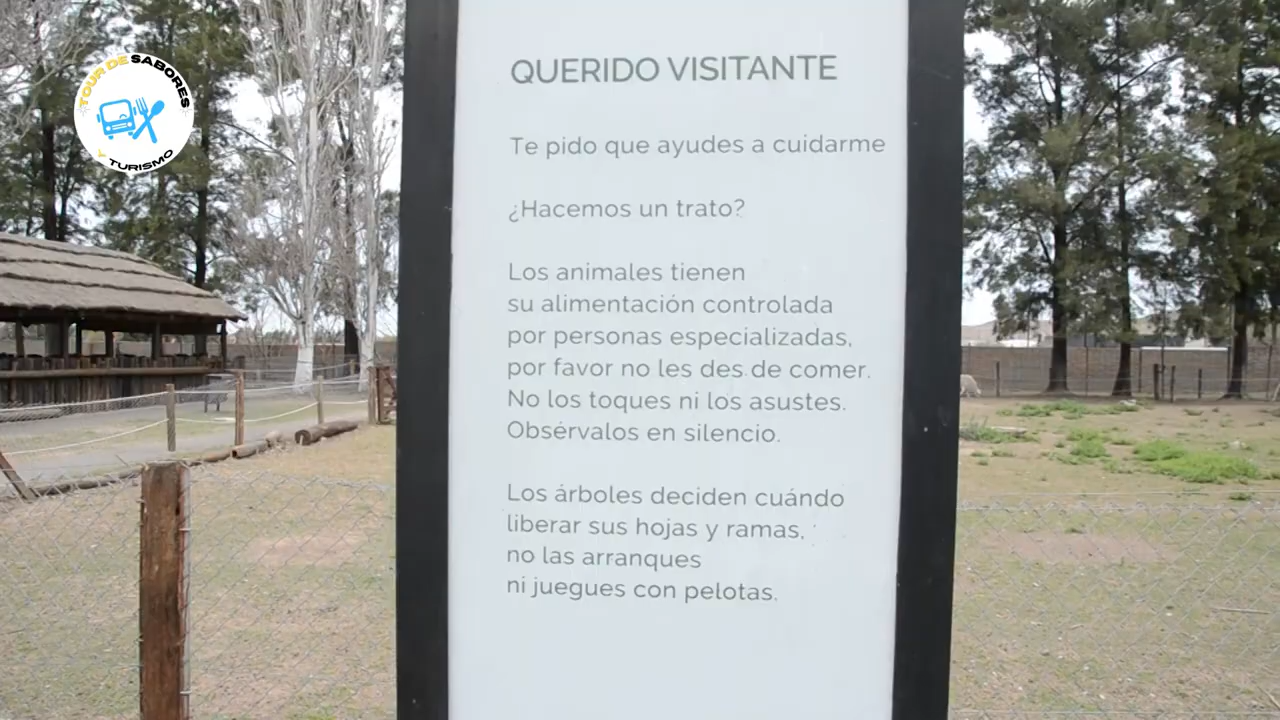 TOUR DE SABORES
Y TURISMO
QUERIDO VISITANTE
Te pido que ayudes a cuidarme
¿Hacemos un trato?
Los animales tienen
su alimentación controlada
por personas especializadas,
por favor no les des de comer.
No los toques ni los asustes.
Obsérvalos en silencio.
Los árboles deciden cuándo
liberar sus hojas y ramas,
no las arranques
ni juegues con pelotas.